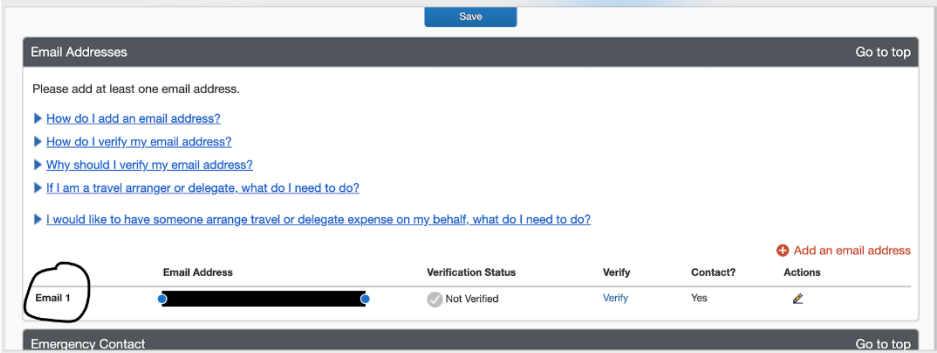 Save
Email Addresses Go to top
Please add at least one email address.
How do I add an email address?
How do I verify my email address?
Why should I verify my email address?
If I am a travel arranger or delegate, what do I need to do?
I would like to have someone arrange travel or delegate expense on my behalf, what do I need to do?
Add an email address
Email Address Verification Status Verify Contact? Actions
Email 1 Not Verified Verify Yes
Emergency Contact Go to top